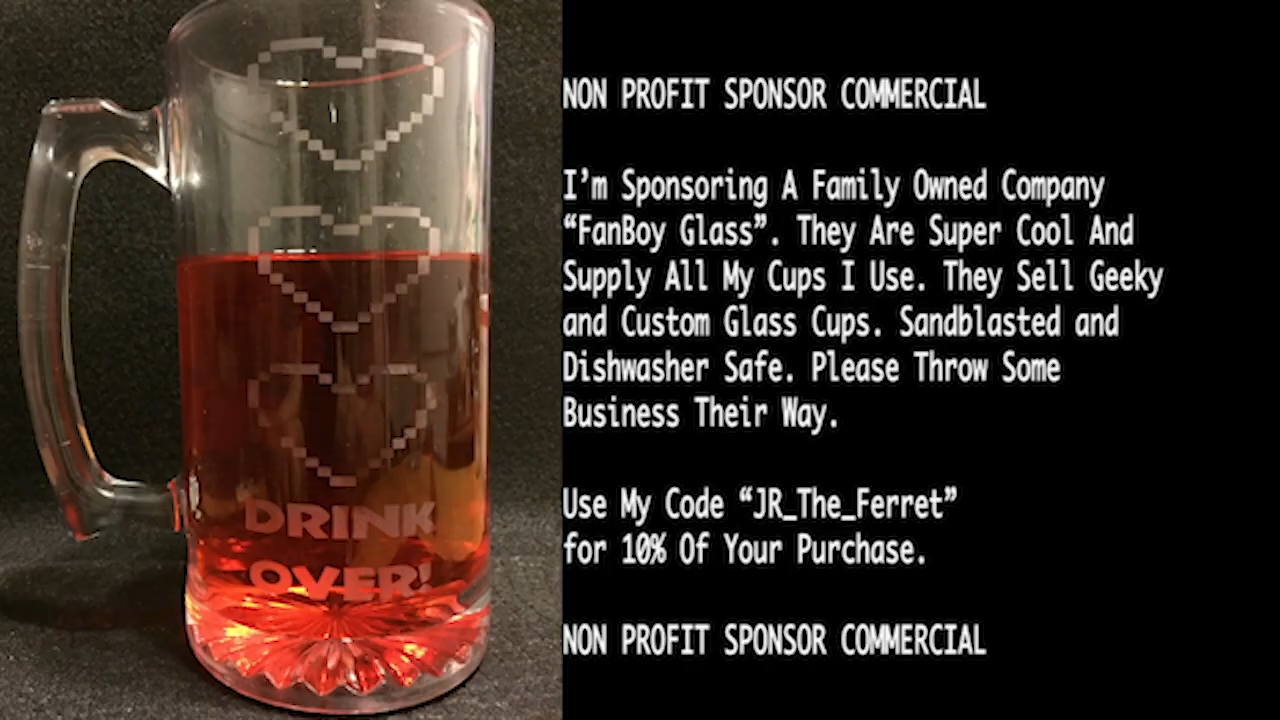 DRINK
OVER!
NON PROFIT SPONSOR COMMERCIAL
I’m Sponsoring A Family Owned Company
“FanBoy Glass”. They Are Super Cool And
Supply All My Cups I Use. They Sell Geeky
and Custom Glass Cups. Sandblasted and
Dishwasher Safe. Please Throw Some
Business Their Way.
Use My Code “JR_The_Ferret”
for 10% Of Your Purchase.
NON PROFIT SPONSOR COMMERCIAL